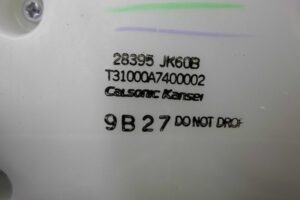 28395 JK60B
T31000A7400002
Calsonic Kansei
9B27 DO NOT DROP